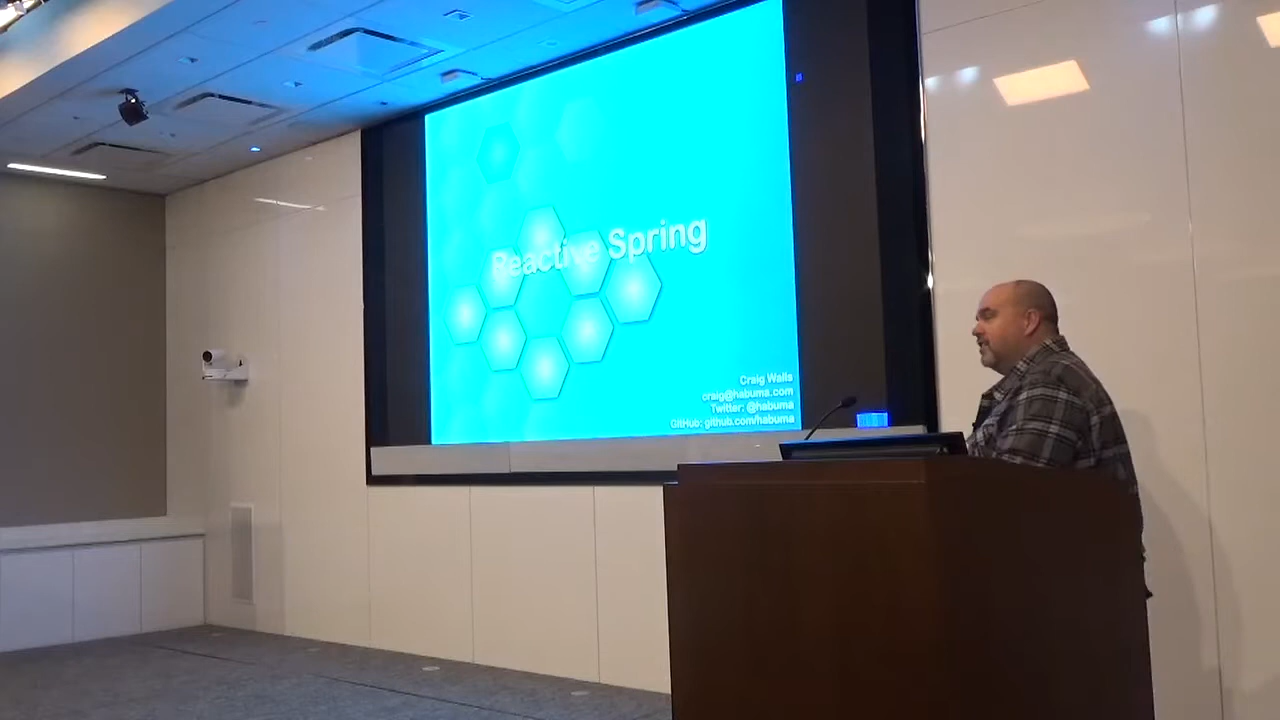 Reactive Spring
Craig Walls
craig@habuma.com
Twitter: @habuma
GitHub: github.com/habuma